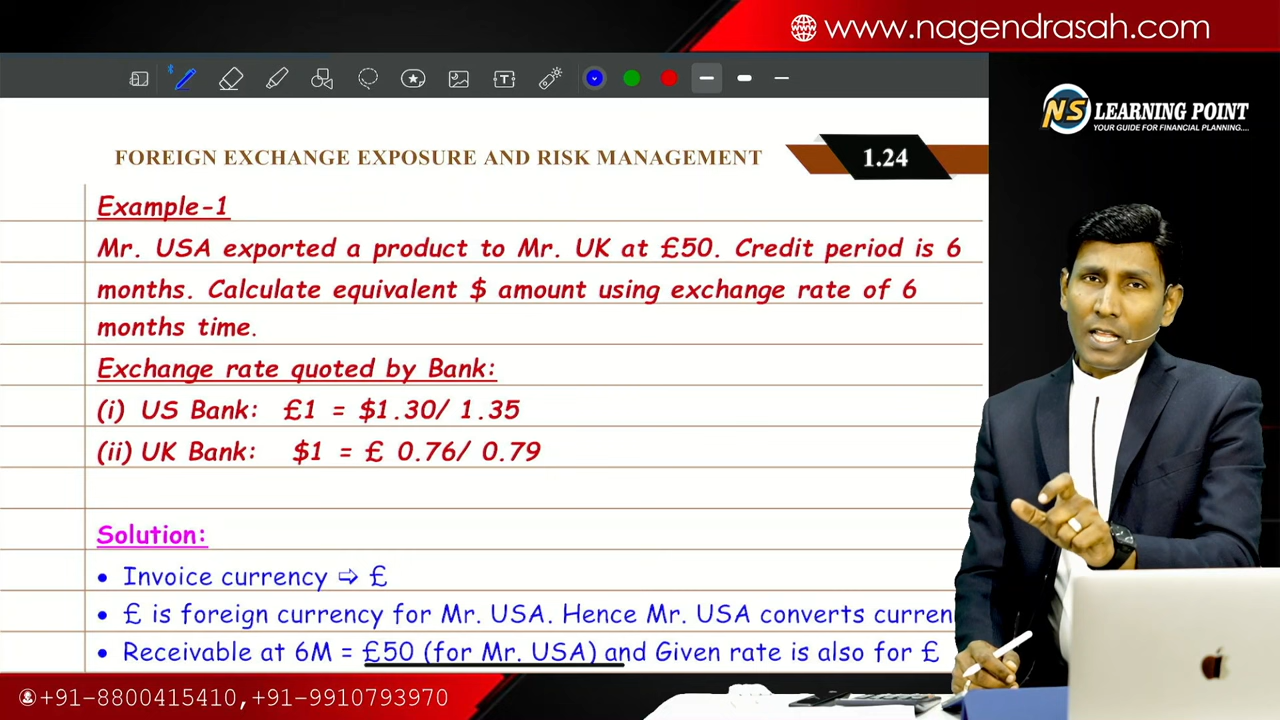 www.nagendrasah.com
NS LEARNING POINT
YOUR GUIDE FOR FINANCIAL PLANNING....
FOREIGN EXCHANGE EXPOSURE AND RISK MANAGEMENT
1.24
Example-1
Mr. USA exported a product to Mr. UK at £50. Credit period is 6
months. Calculate equivalent $ amount using exchange rate of 6
months time.
Exchange rate quoted by Bank:
(i) US Bank: £1 = $1.30/ 1.35
(ii) UK Bank: $1 = £ 0.76/ 0.79
Solution:
• Invoice currency ⇨ £
• £ is foreign currency for Mr. USA. Hence Mr. USA converts curren
• Receivable at 6M = £50 (for Mr. USA) and Given rate is also for £
+91-8800415410,+91-9910793970